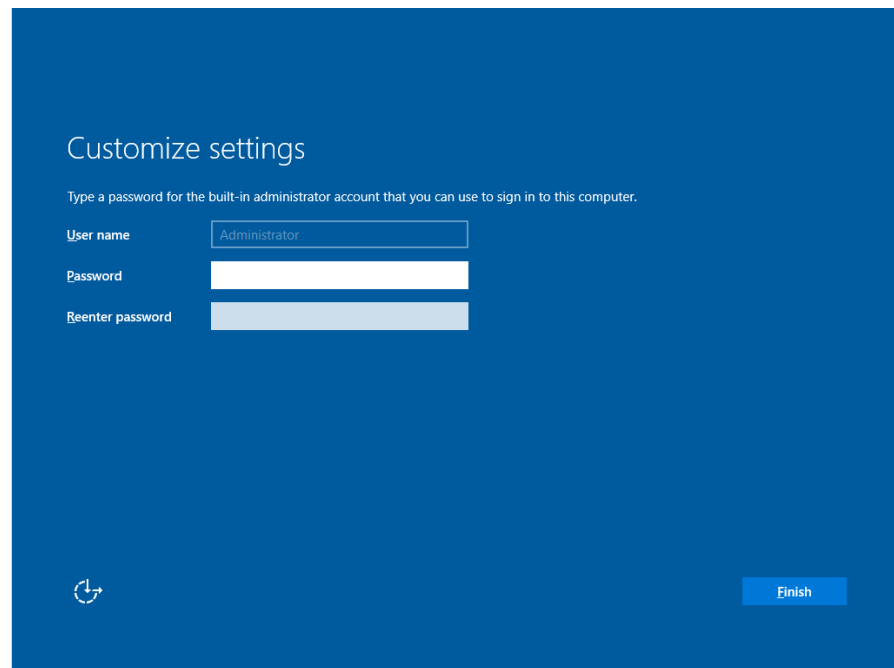 Customize settings
Type a password for the built-in administrator account that you can use to sign in to this computer.
User name Administrator
Password
Reenter password
Finish